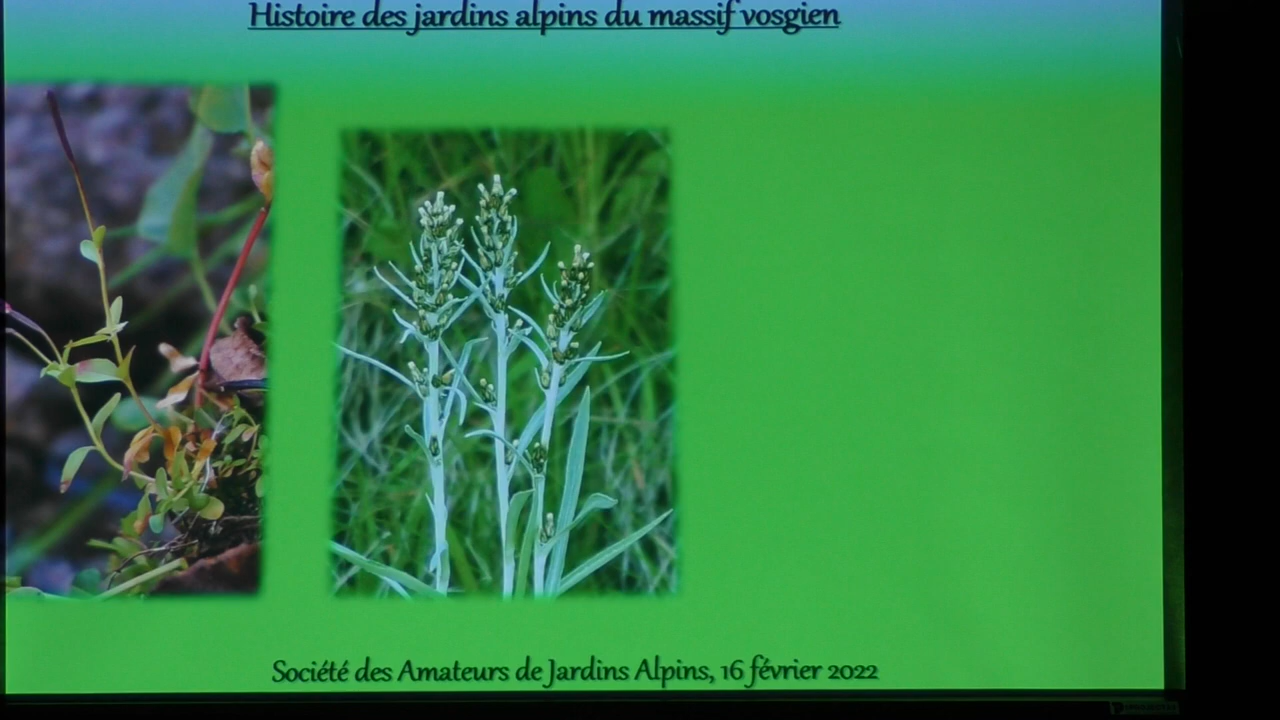 Histoire des jardins alpins du massif vosgien
Société des Amateurs de Jardins Alpins, 16 février 2022